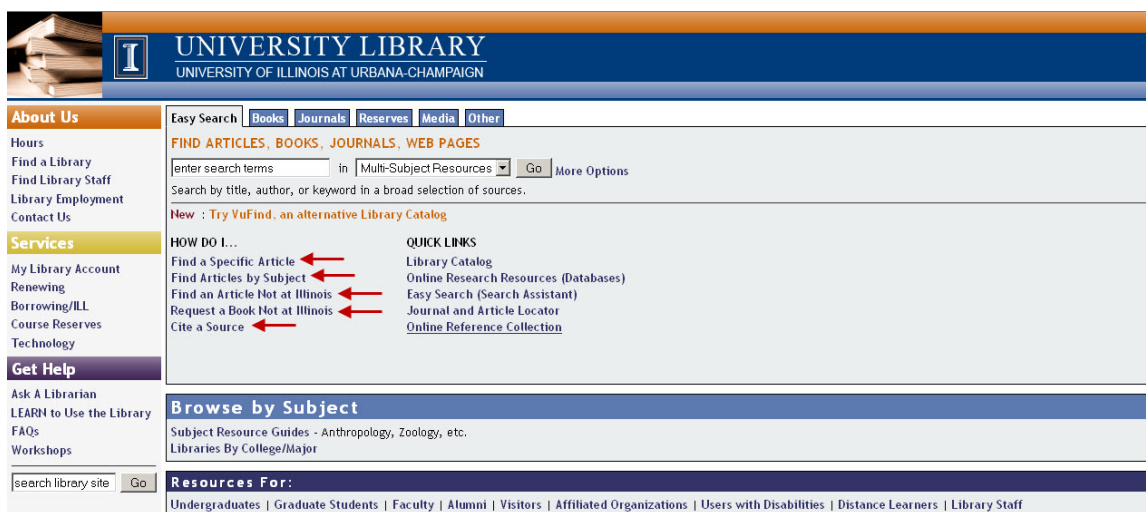 I
UNIVERSITY LIBRARY
UNIVERSITY OF ILLINOIS AT URBANA-CHAMPAIGN
About Us
Hours
Find a Library
Find Library Staff
Library Employment
Contact Us
Services
My Library Account
Renewing
Borrowing/ILL
Course Reserves
Technology
Get Help
Ask A Librarian
LEARN to Use the Library
FAQs
Workshops
search library site Go
Easy Search Books Journals Reserves Media Other
FIND ARTICLES, BOOKS, JOURNALS, WEB PAGES
enter search terms in Multi-Subject Resources Go More Options
Search by title, author, or keyword in a broad selection of sources.
New : Try VuFind, an alternative Library Catalog
HOW DO I...
Find a Specific Article
Find Articles by Subject
Find an Article Not at Illinois
Request a Book Not at Illinois
Cite a Source
QUICK LINKS
Library Catalog
Online Research Resources (Databases)
Easy Search (Search Assistant)
Journal and Article Locator
Online Reference Collection
Browse by Subject
Subject Resource Guides - Anthropology, Zoology, etc.
Libraries By College/Major
Resources For:
Undergraduates | Graduate Students | Faculty | Alumni | Visitors | Affiliated Organizations | Users with Disabilities | Distance Learners | Library Staff